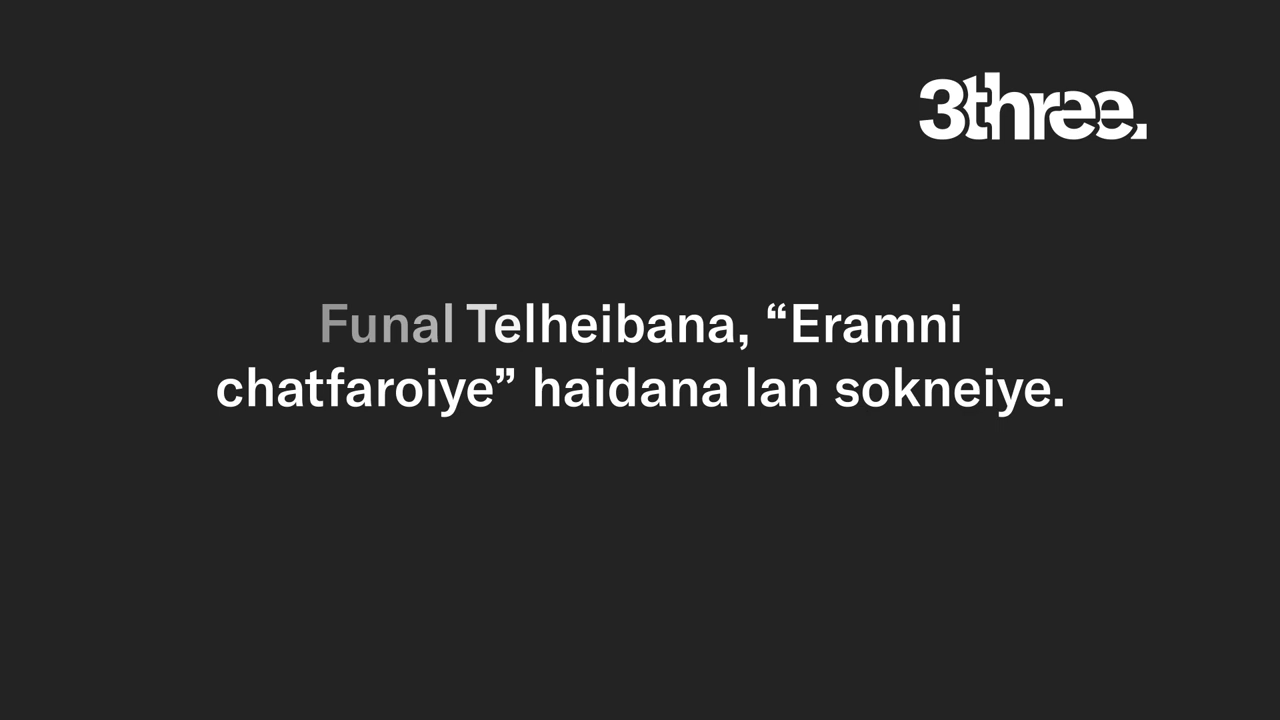 3three.
Funal Telheibana, “Eramni
chatfaroiye” haidana lan sokneiye.